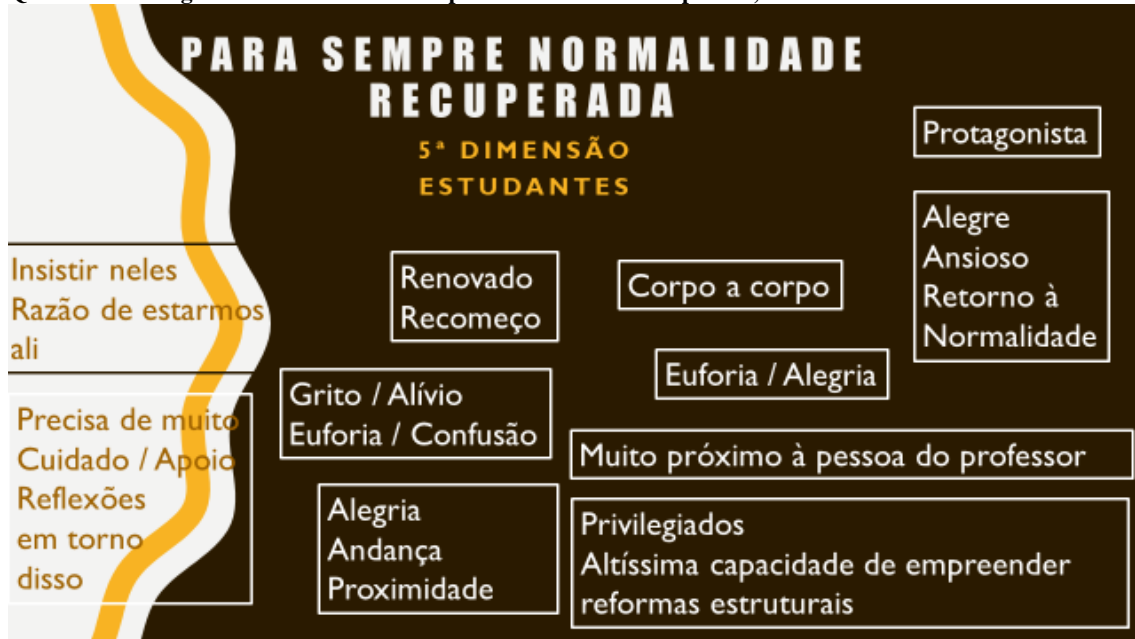 PARA SEMPRE NORMALIDADE
RECUPERADA
5ª DIMENSÃO
ESTUDANTES
Protagonista
Alegre
Ansioso
Retorno à
Normalidade
Insistir neles
Razão de estarmos
ali
Renovado
Recomeço
Corpo a corpo
Euforia / Alegria
Grito / Alívio
Euforia / Confusão
Precisa de muito
Cuidado / Apoio
Reflexões
em torno
disso
Muito próximo à pessoa do professor
Alegria
Andança
Proximidade
Privilegiados
Altíssima capacidade de empreender
reformas estruturais